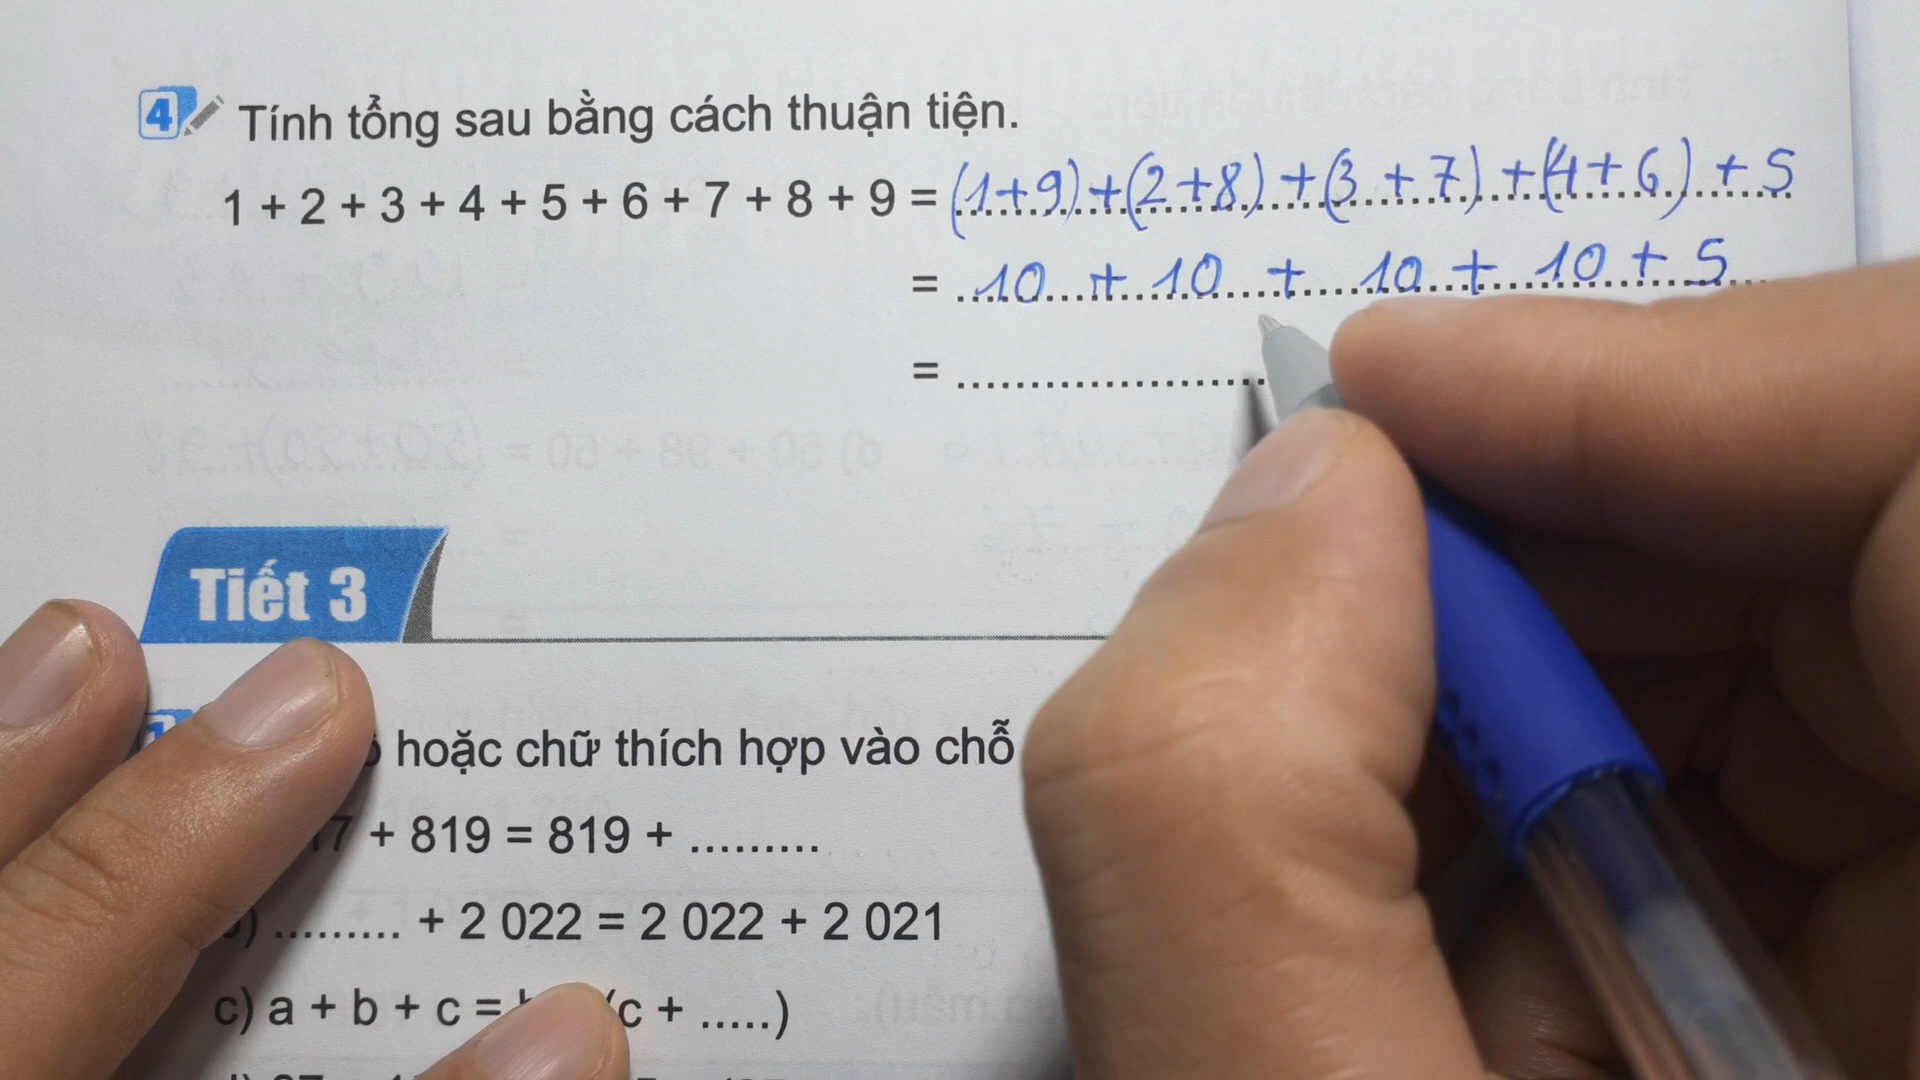 4 Tính tổng sau bằng cách thuận tiện.
1 + 2 + 3 + 4 + 5 + 6 + 7 + 8 + 9 = (1+9)+(2+8)+(3+7)+(4+6)+5
= 10 + 10 + 10 + 10 + 5
= ......................
Tiết 3
hoặc chữ thích hợp vào chỗ
7 + 819 = 819 + .........
) ......... + 2 022 = 2 022 + 2 021
c) a + b + c = (c + .....)